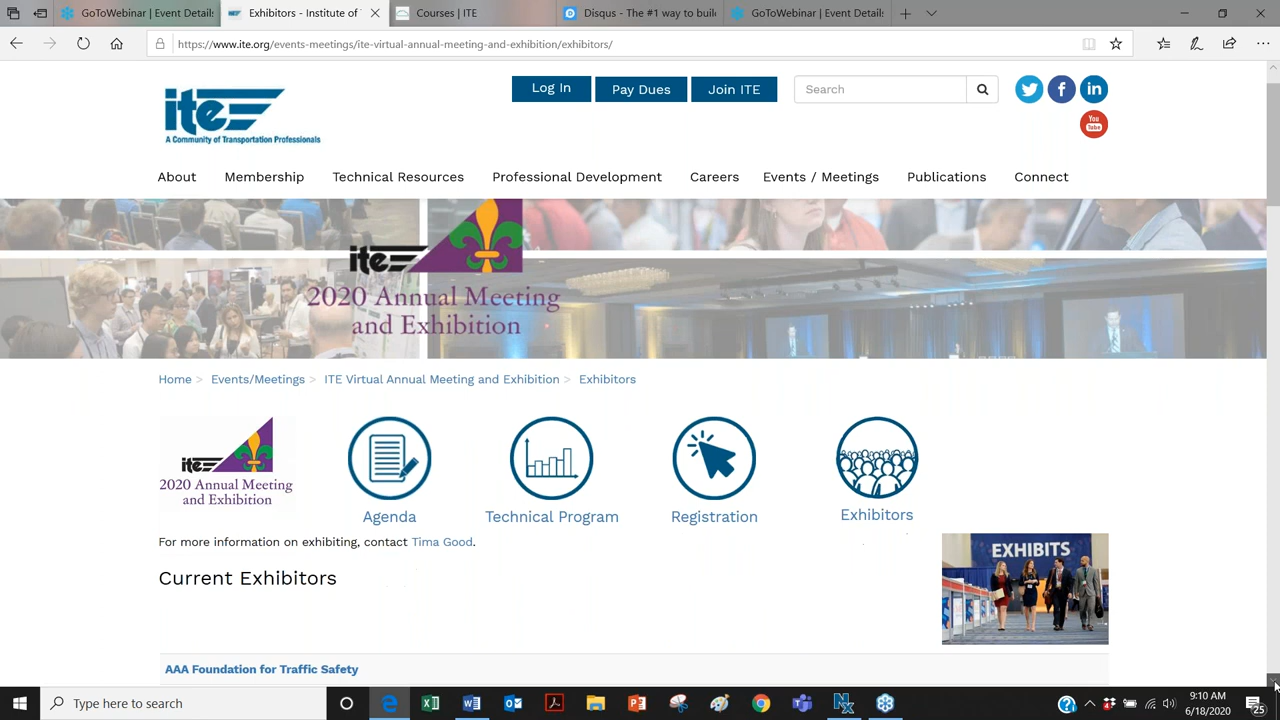 GoToWebinar
Exhibitors - Institute of
Exhibitors | ITE
Disqus - The #1 way to
GoToWebinar | Event Detail
https://www.ite.org/events-meetings/ite-virtual-annual-meeting-and-exhibition/exhibitors/
ite
A Community of Transportation Professionals
Log In
Pay Dues
Join ITE
Search
You
Tube
About
Membership
Technical Resources
Professional Development
Careers
Events / Meetings
Publications
Connect
ite
2020 Annual Meeting
and Exhibition
Home > Events/Meetings > ITE Virtual Annual Meeting and Exhibition > Exhibitors
ite
2020 Annual Meeting
and Exhibition
Agenda
Technical Program
Registration
Exhibitors
For more information on exhibiting, contact Tima Good.
EXHIBITS
Current Exhibitors
AAA Foundation for Traffic Safety
Type here to search
9:10 AM
6/18/2020
25